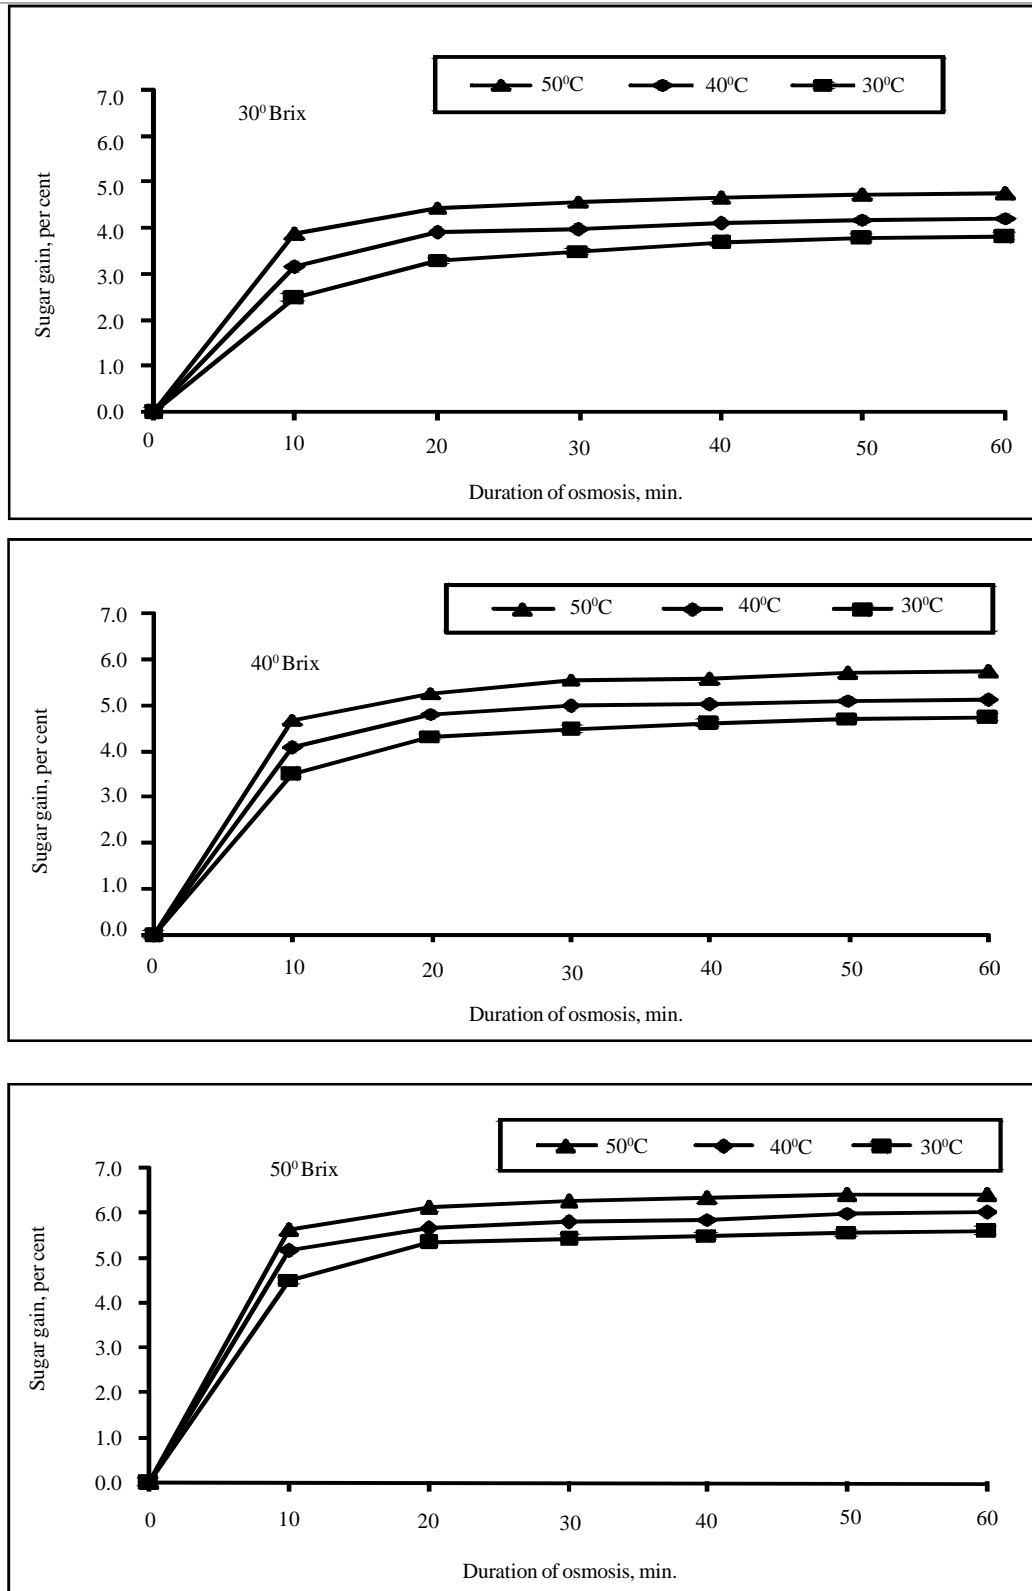 50⁰C 40⁰C 30⁰C
30⁰ Brix
7.0
6.0
5.0
4.0
3.0
2.0
1.0
0.0
Sugar gain, per cent
0 10 20 30 40 50 60
Duration of osmosis, min.
50⁰C 40⁰C 30⁰C
40⁰ Brix
7.0
6.0
5.0
4.0
3.0
2.0
1.0
0.0
Sugar gain, per cent
0 10 20 30 40 50 60
Duration of osmosis, min.
50⁰C 40⁰C 30⁰C
50⁰ Brix
7.0
6.0
5.0
4.0
3.0
2.0
1.0
0.0
Sugar gain, per cent
0 10 20 30 40 50 60
Duration of osmosis, min.